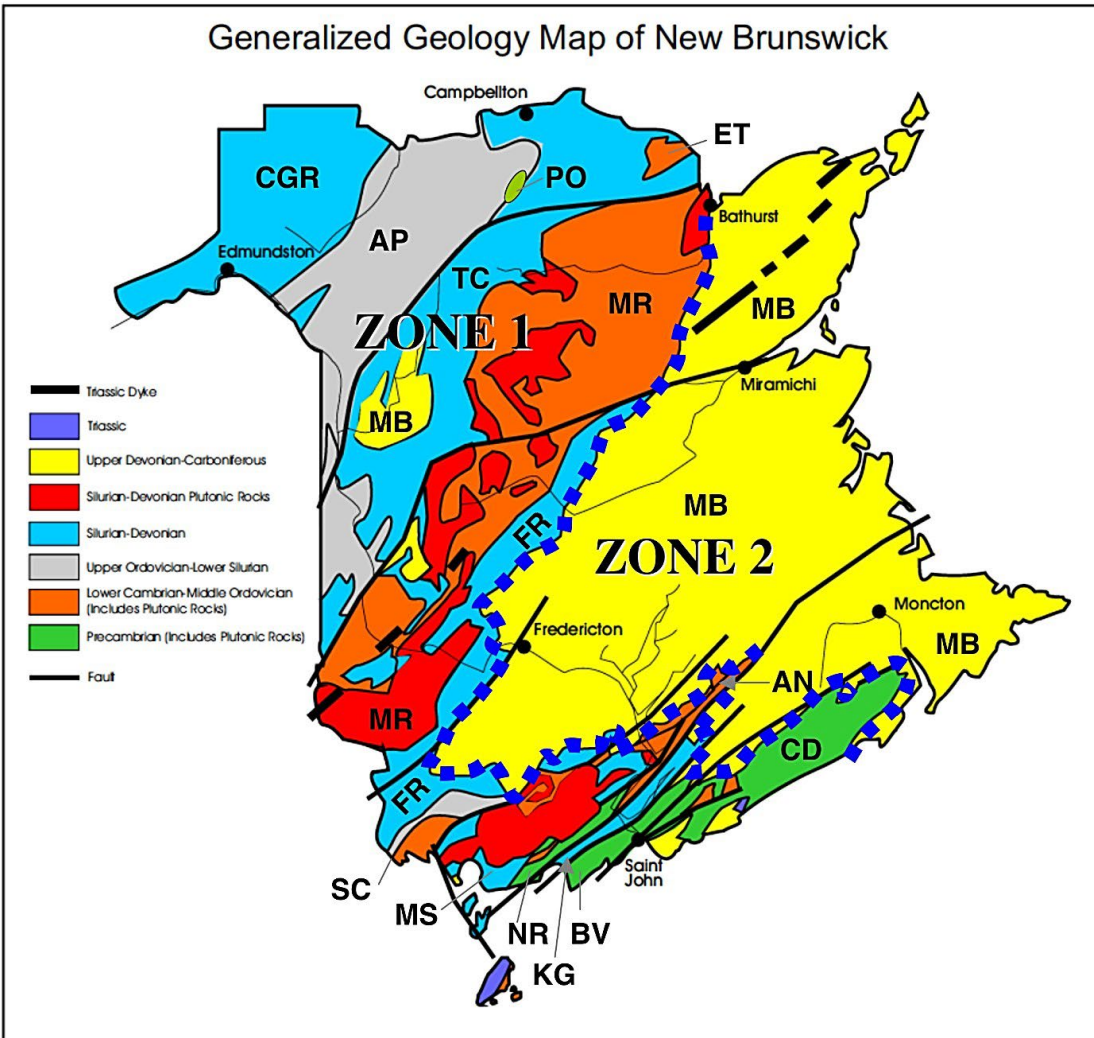 Generalized Geology Map of New Brunswick
Campbellton
ET
CGR
PO
Bathurst
AP
Edmundston
TC
MR
MB
ZONE 1
Miramichi
MB
Triassic Dyke
Triassic
Upper Devonian-Carboniferous
Silurian-Devonian Plutonic Rocks
Silurian-Devonian
Upper Ordovician-Lower Silurian
Lower Cambrian-Middle Ordovician
(Includes Plutonic Rocks)
Precambrian (Includes Plutonic Rocks)
Fault
MB
FR
ZONE 2
Moncton
Fredericton
MB
AN
MR
CD
FR
Saint
John
SC
MS
NR
BV
KG